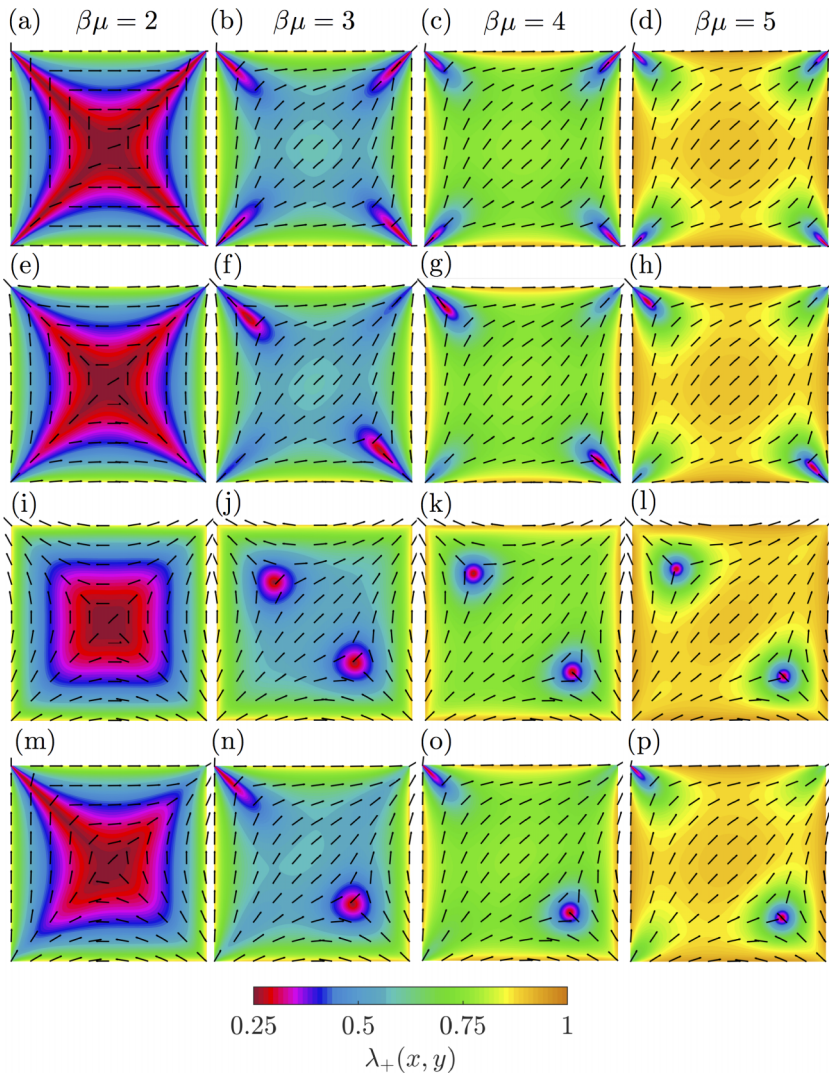 (a) βμ = 2 (b) βμ = 3 (c) βμ = 4 (d) βμ = 5
(e) (f) (g) (h)
(i) (j) (k) (l)
(m) (n) (o) (p)
0.25 0.5 0.75 1
λ₊(x, y)